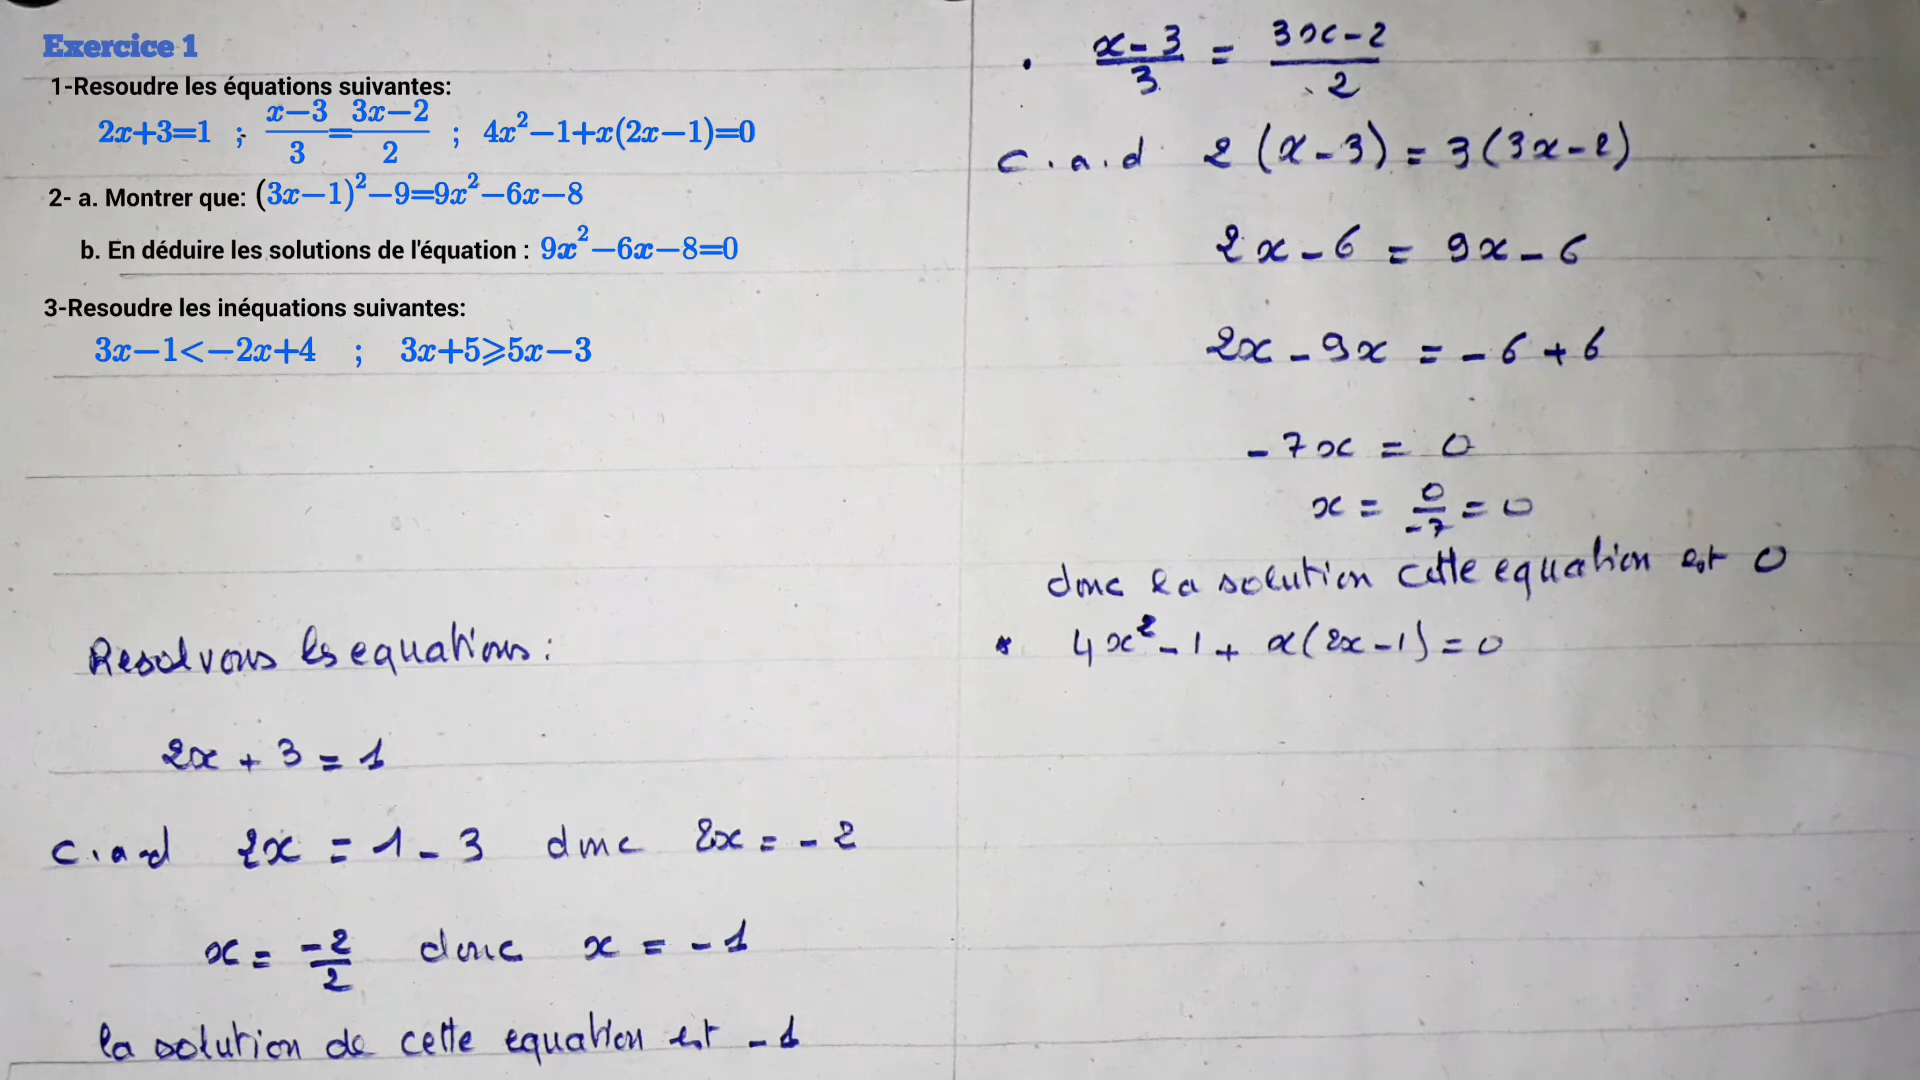 Exercice 1
1-Resoudre les équations suivantes:
2x+3=1 ; (x−3)/3=(3x−2)/2 ; 4x²−1+x(2x−1)=0
2- a. Montrer que: (3x−1)²−9=9x²−6x−8
b. En déduire les solutions de l'équation : 9x²−6x−8=0
3-Resoudre les inéquations suivantes:
3x−1<−2x+4 ; 3x+5⩾5x−3
Resolvons les equations:
2x + 3 = 1
c.a.d 2x = 1 - 3 donc 2x = - 2
x = -2/2 donc x = - 1
la solution de cette equation est - 1
. (x-3)/3 = (3x-2)/2
c.a.d 2(x-3) = 3(3x-2)
2x - 6 = 9x - 6
2x - 9x = - 6 + 6
- 7x = 0
x = 0/-7 = 0
donc la solution cette equation est 0
* 4x² - 1 + x(2x-1) = 0